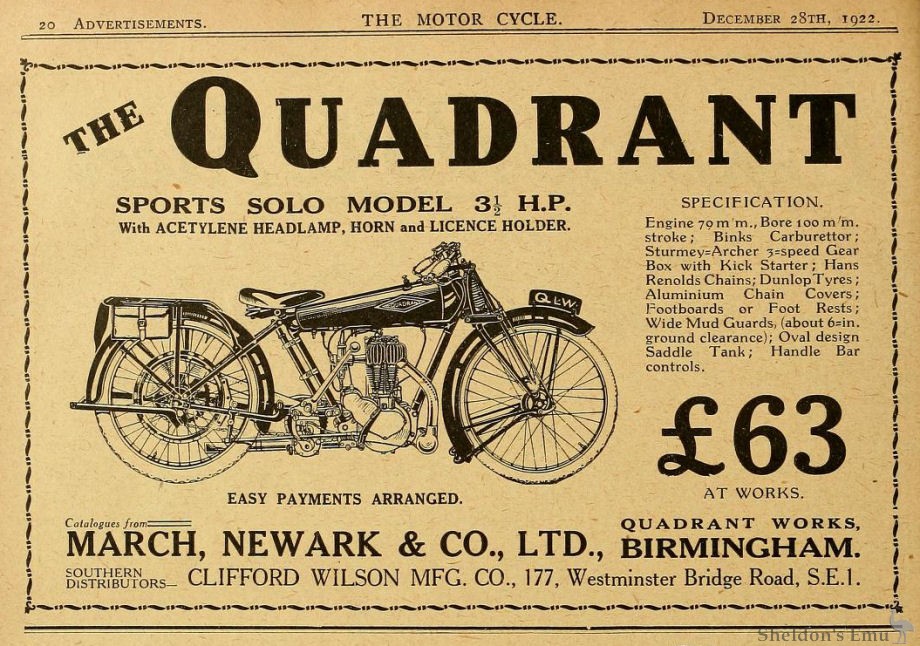 20 ADVERTISEMENTS. THE MOTOR CYCLE. DECEMBER 28TH, 1922.
THE QUADRANT
SPORTS SOLO MODEL 3½ H.P.
With ACETYLENE HEADLAMP, HORN and LICENCE HOLDER.
QUADRANT
Q L.W.
SPECIFICATION.
Engine 79 m/m., Bore 100 m/m.
stroke; Binks Carburettor;
Sturmey=Archer 3=speed Gear
Box with Kick Starter; Hans
Renolds Chains; Dunlop Tyres;
Aluminium Chain Covers;
Footboards or Foot Rests;
Wide Mud Guards, (about 6=in.
ground clearance); Oval design
Saddle Tank; Handle Bar
controls.
£63
AT WORKS.
EASY PAYMENTS ARRANGED.
Catalogues from
MARCH, NEWARK & CO., LTD.,
QUADRANT WORKS,
BIRMINGHAM.
SOUTHERN
DISTRIBUTORS— CLIFFORD WILSON MFG. CO., 177, Westminster Bridge Road, S.E.1.
Sheldon's Emu